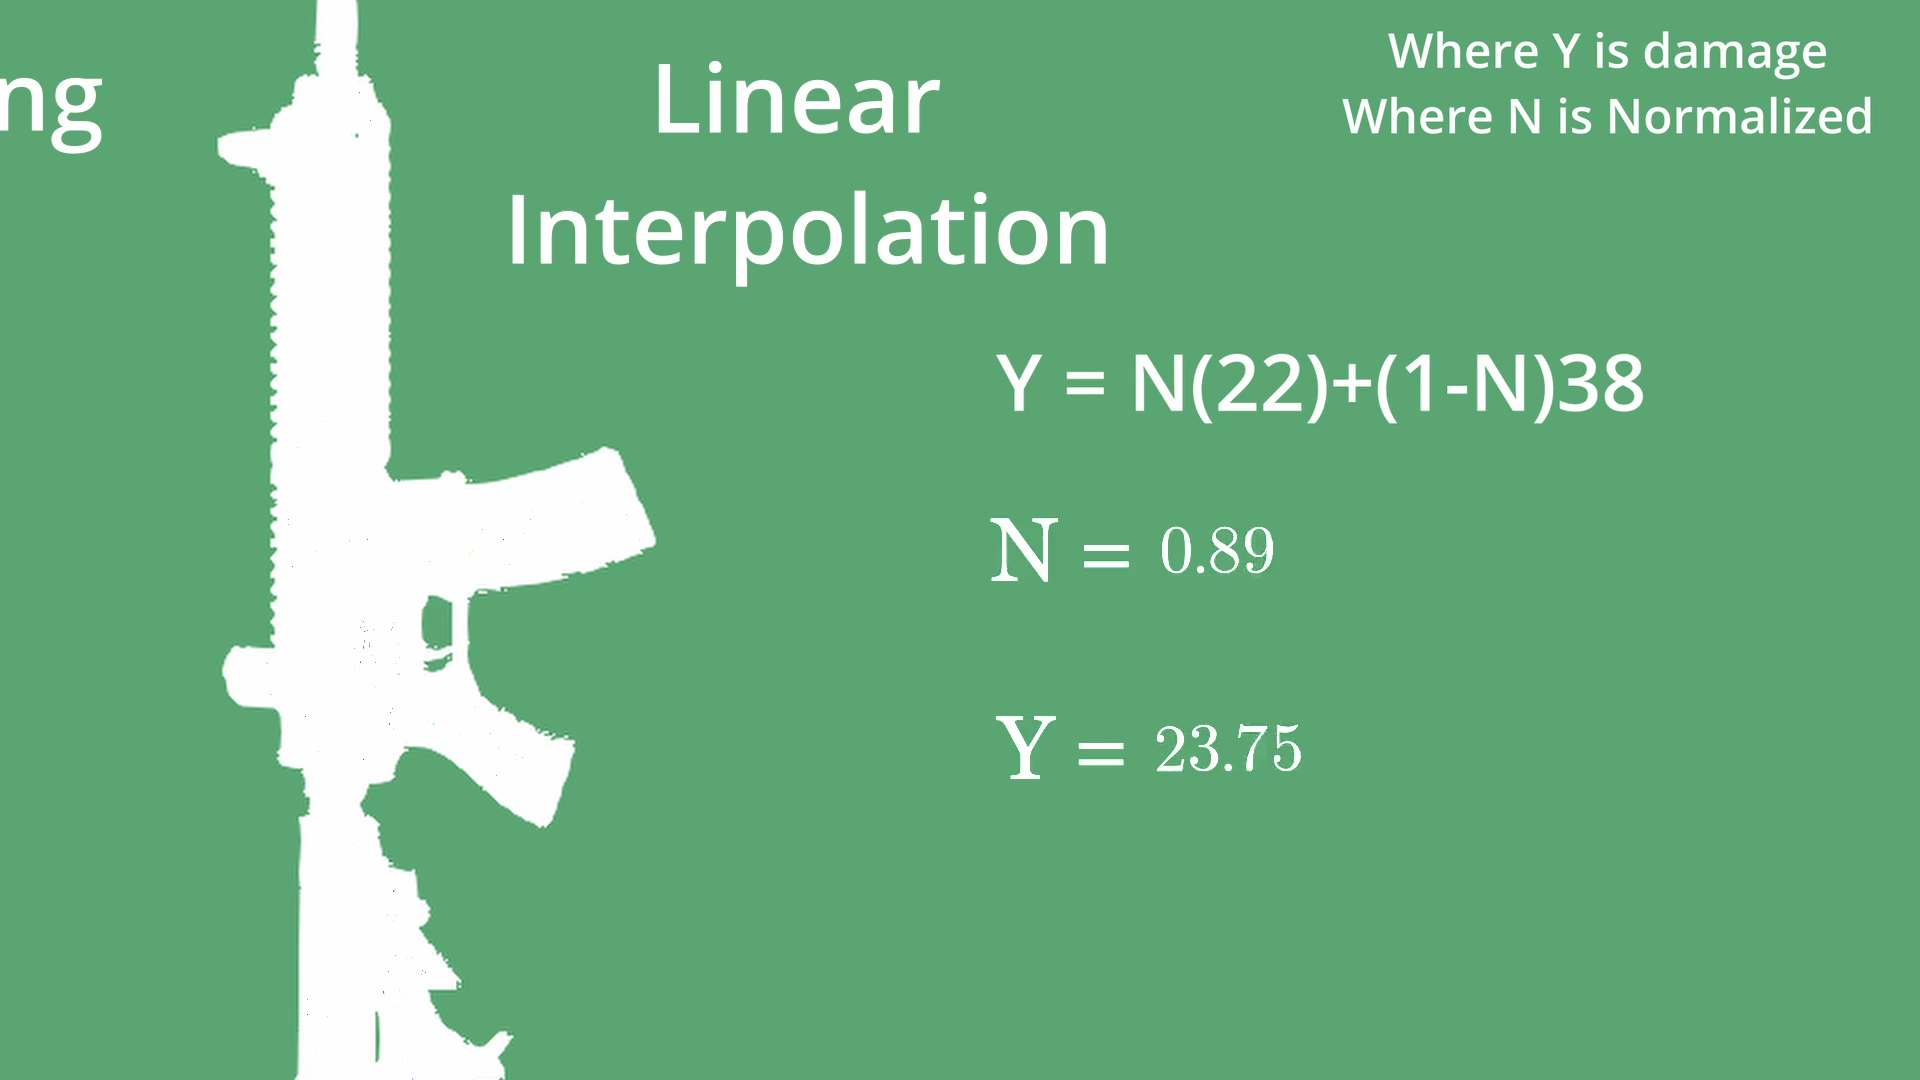 ng
Linear
Interpolation
Where Y is damage
Where N is Normalized
Y = N(22)+(1-N)38
N = 0.89
Y = 23.75